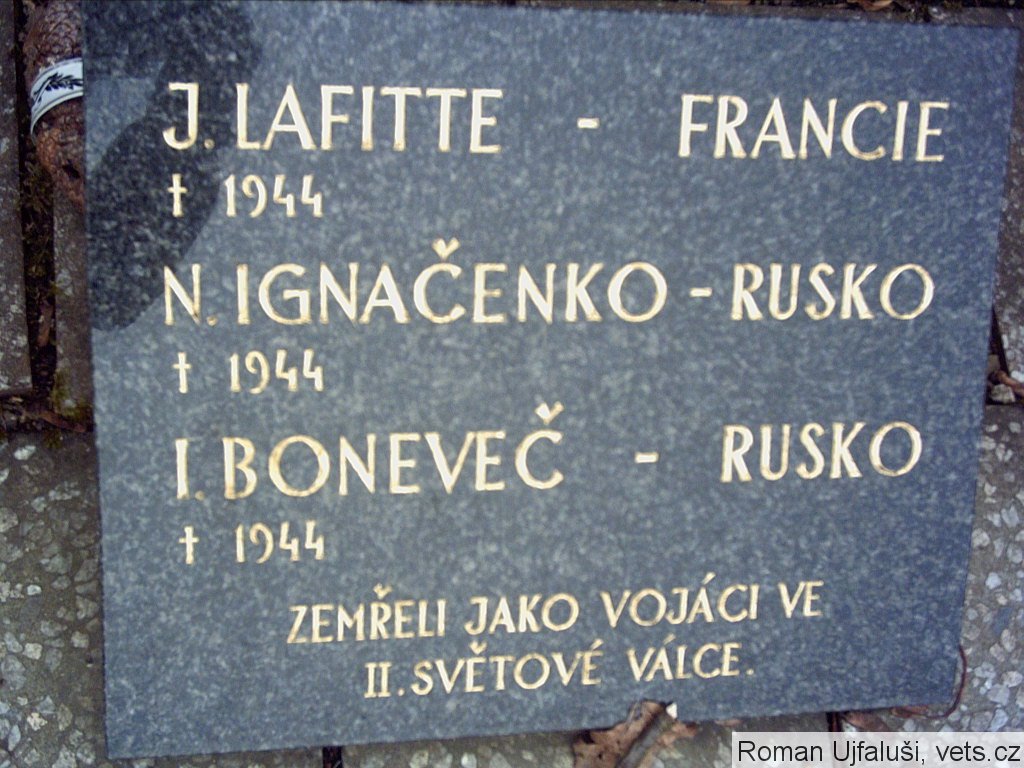 J. LAFITTE - FRANCIE
† 1944
N. IGNAČENKO - RUSKO
† 1944
I. BONEVEČ - RUSKO
† 1944
ZEMŘELI JAKO VOJÁCI VE
II. SVĚTOVÉ VÁLCE.
Roman Ujfaluši, vets.cz